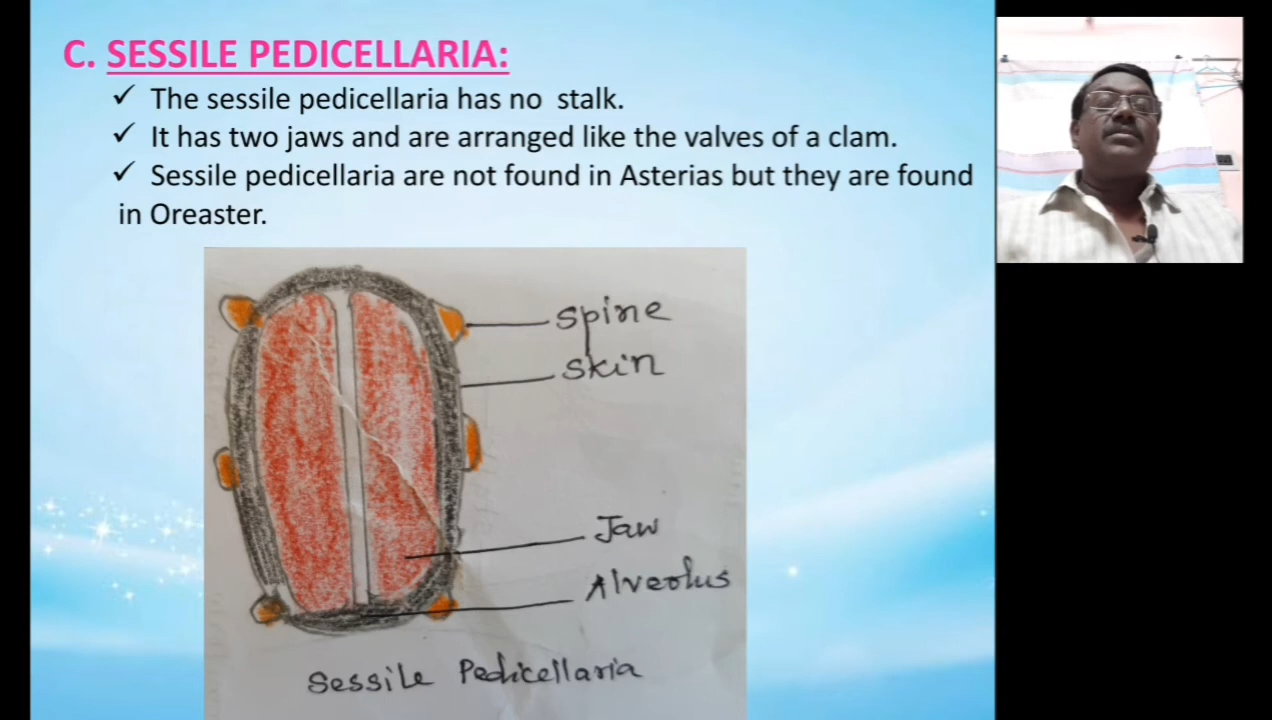 C. SESSILE PEDICELLARIA:
✓ The sessile pedicellaria has no stalk.
✓ It has two jaws and are arranged like the valves of a clam.
✓ Sessile pedicellaria are not found in Asterias but they are found
in Oreaster.
Spine
Skin
Jaw
Alveolus
Sessile Pedicellaria